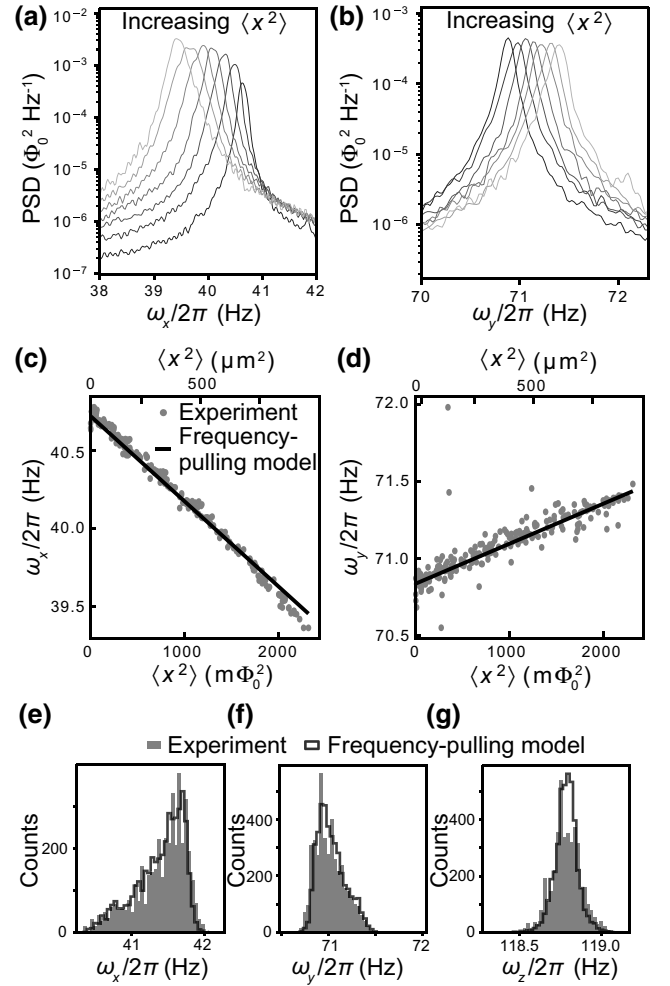 (a) Increasing ⟨x²⟩
10⁻²
10⁻³
10⁻⁴
10⁻⁵
10⁻⁶
10⁻⁷
PSD (Φ₀² Hz⁻¹)
38 39 40 41 42
ωₓ/2π (Hz)
(b) Increasing ⟨x²⟩
10⁻³
10⁻⁴
10⁻⁵
10⁻⁶
PSD (Φ₀² Hz⁻¹)
70 71 72
ω_y/2π (Hz)
(c) ⟨x²⟩ (μm²)
0 500
Experiment
Frequency-
pulling model
40.5
40.0
39.5
ωₓ/2π (Hz)
0 1000 2000
⟨x²⟩ (mΦ₀²)
(d) ⟨x²⟩ (μm²)
0 500
72.0
71.5
71.0
70.5
ω_y/2π (Hz)
0 1000 2000
⟨x²⟩ (mΦ₀²)
(e) (f) (g)
Experiment Frequency-pulling model
Counts
200
0
41 42
ωₓ/2π (Hz)
Counts
400
200
0
71 72
ω_y/2π (Hz)
Counts
400
200
0
118.5 119.0
ω_z/2π (Hz)